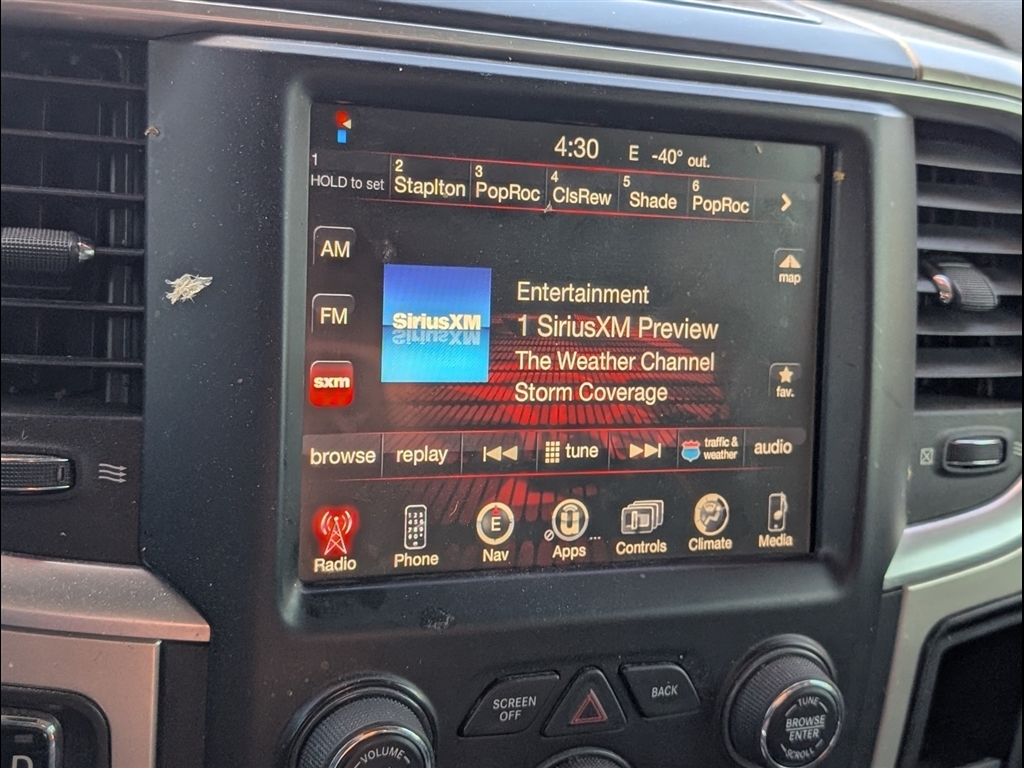 4:30 E -40° out.
1 HOLD to set
2 Staplton
3 PopRoc
4 ClsRew
5 Shade
6 PopRoc
AM
FM
sxm
SiriusXM
Entertainment
1 SiriusXM Preview
The Weather Channel
Storm Coverage
map
fav.
browse replay tune traffic & weather audio
Radio Phone E Nav Apps Controls Climate Media
SCREEN OFF
BACK
VOLUME
TUNE
BROWSE
ENTER
SCROLL
D